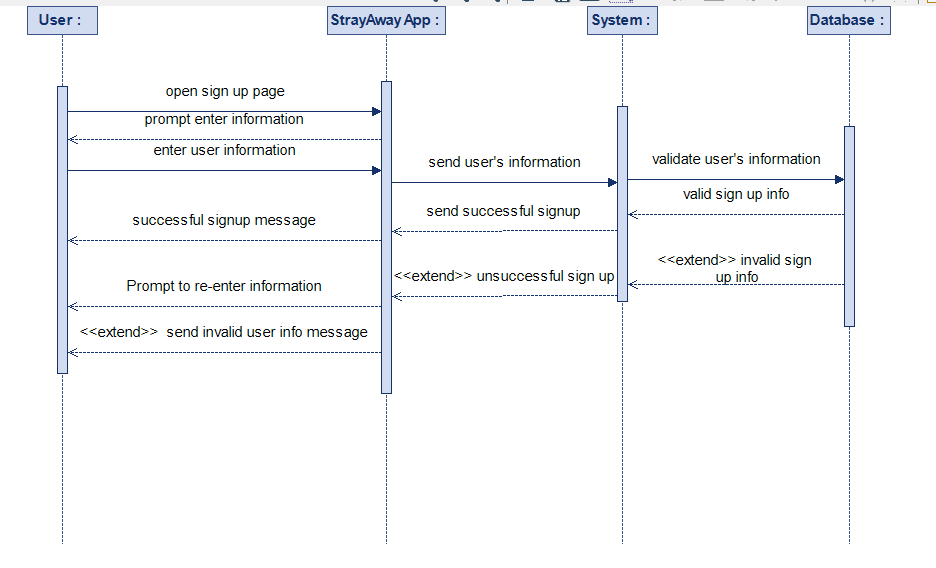 User :
StrayAway App :
System :
Database :
open sign up page
prompt enter information
enter user information
send user's information
validate user's information
valid sign up info
send successful signup
successful signup message
<<extend>> invalid sign
up info
<<extend>> unsuccessful sign up
Prompt to re-enter information
<<extend>> send invalid user info message